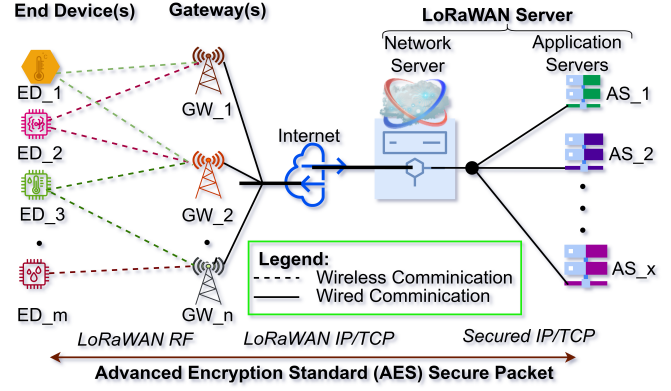 End Device(s)
Gateway(s)
LoRaWAN Server
Network
Server
Application
Servers
°C
ED_1
GW_1
AS_1
Internet
ED_2
AS_2
ED_3
GW_2
Legend:
Wireless Comminication
Wired Comminication
AS_x
ED_m
GW_n
LoRaWAN RF
LoRaWAN IP/TCP
Secured IP/TCP
Advanced Encryption Standard (AES) Secure Packet